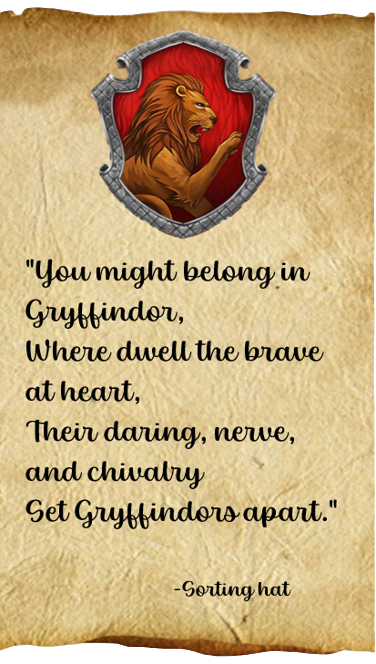 "You might belong in
Gryffindor,
Where dwell the brave
at heart,
Their daring, nerve,
and chivalry
Set Gryffindors apart."
-Sorting hat